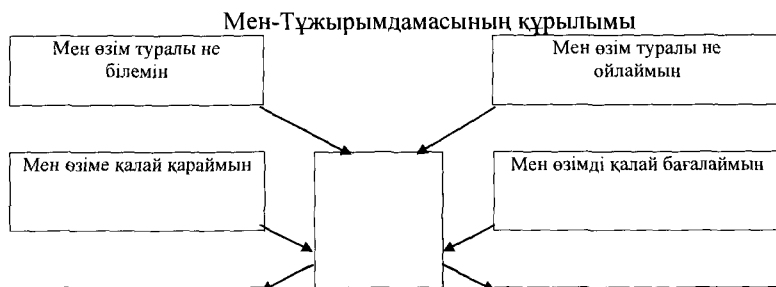 Мен-Тұжырымдамасының құрылымы
Мен өзім туралы не
білемін
Мен өзім туралы не
ойлаймын
Мен өзіме қалай қараймын
Мен өзімді қалай бағалаймын